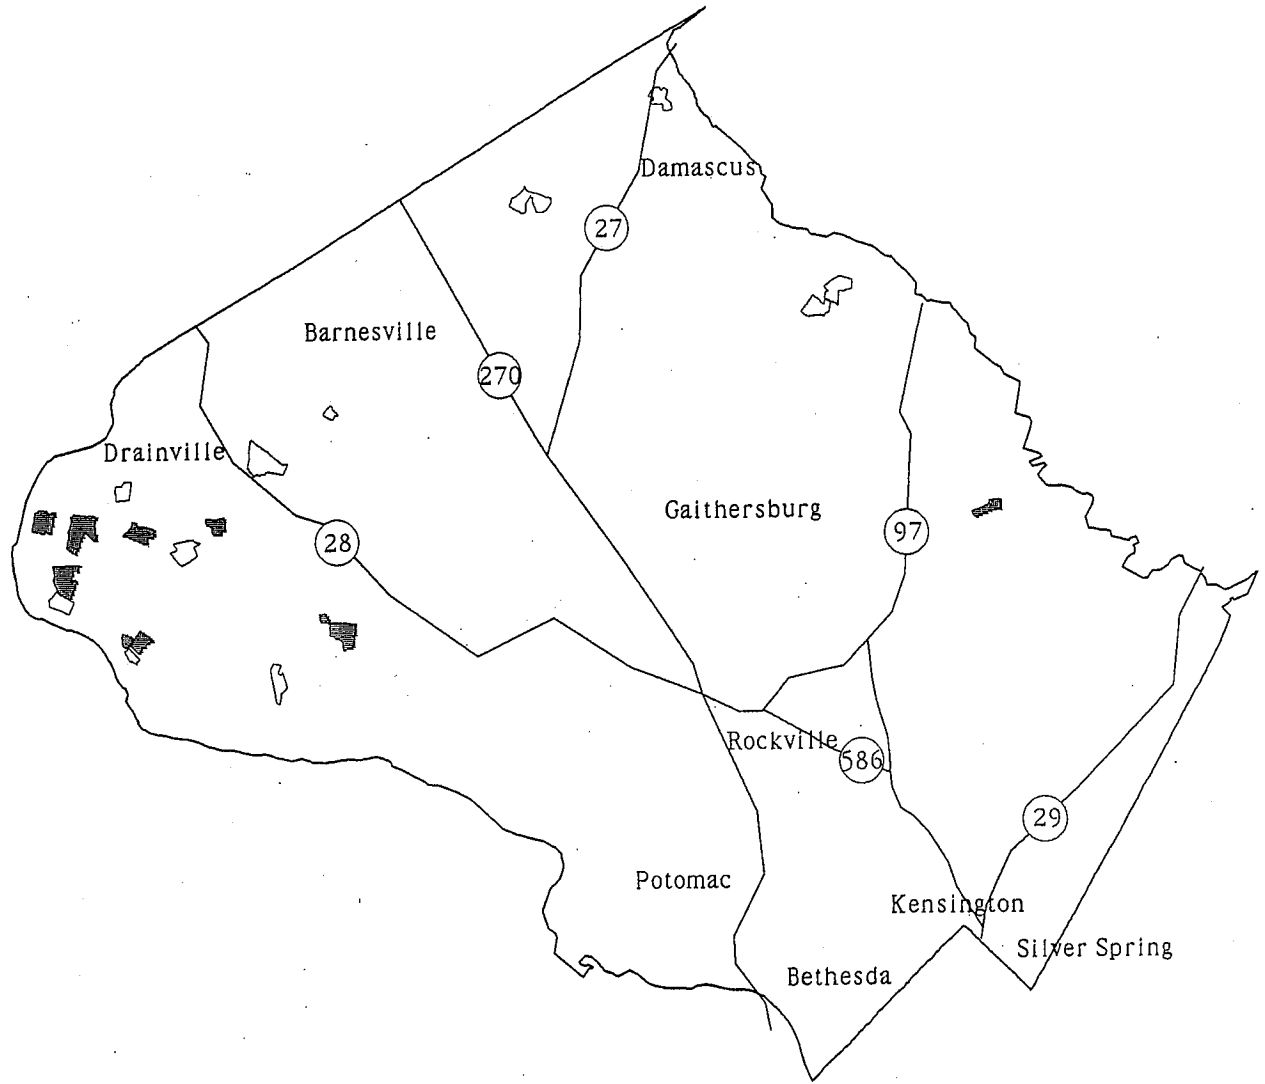 Damascus
27
Barnesville
270
Drainville
Gaithersburg
97
28
Rockville
586
29
Potomac
Kensington
Silver Spring
Bethesda